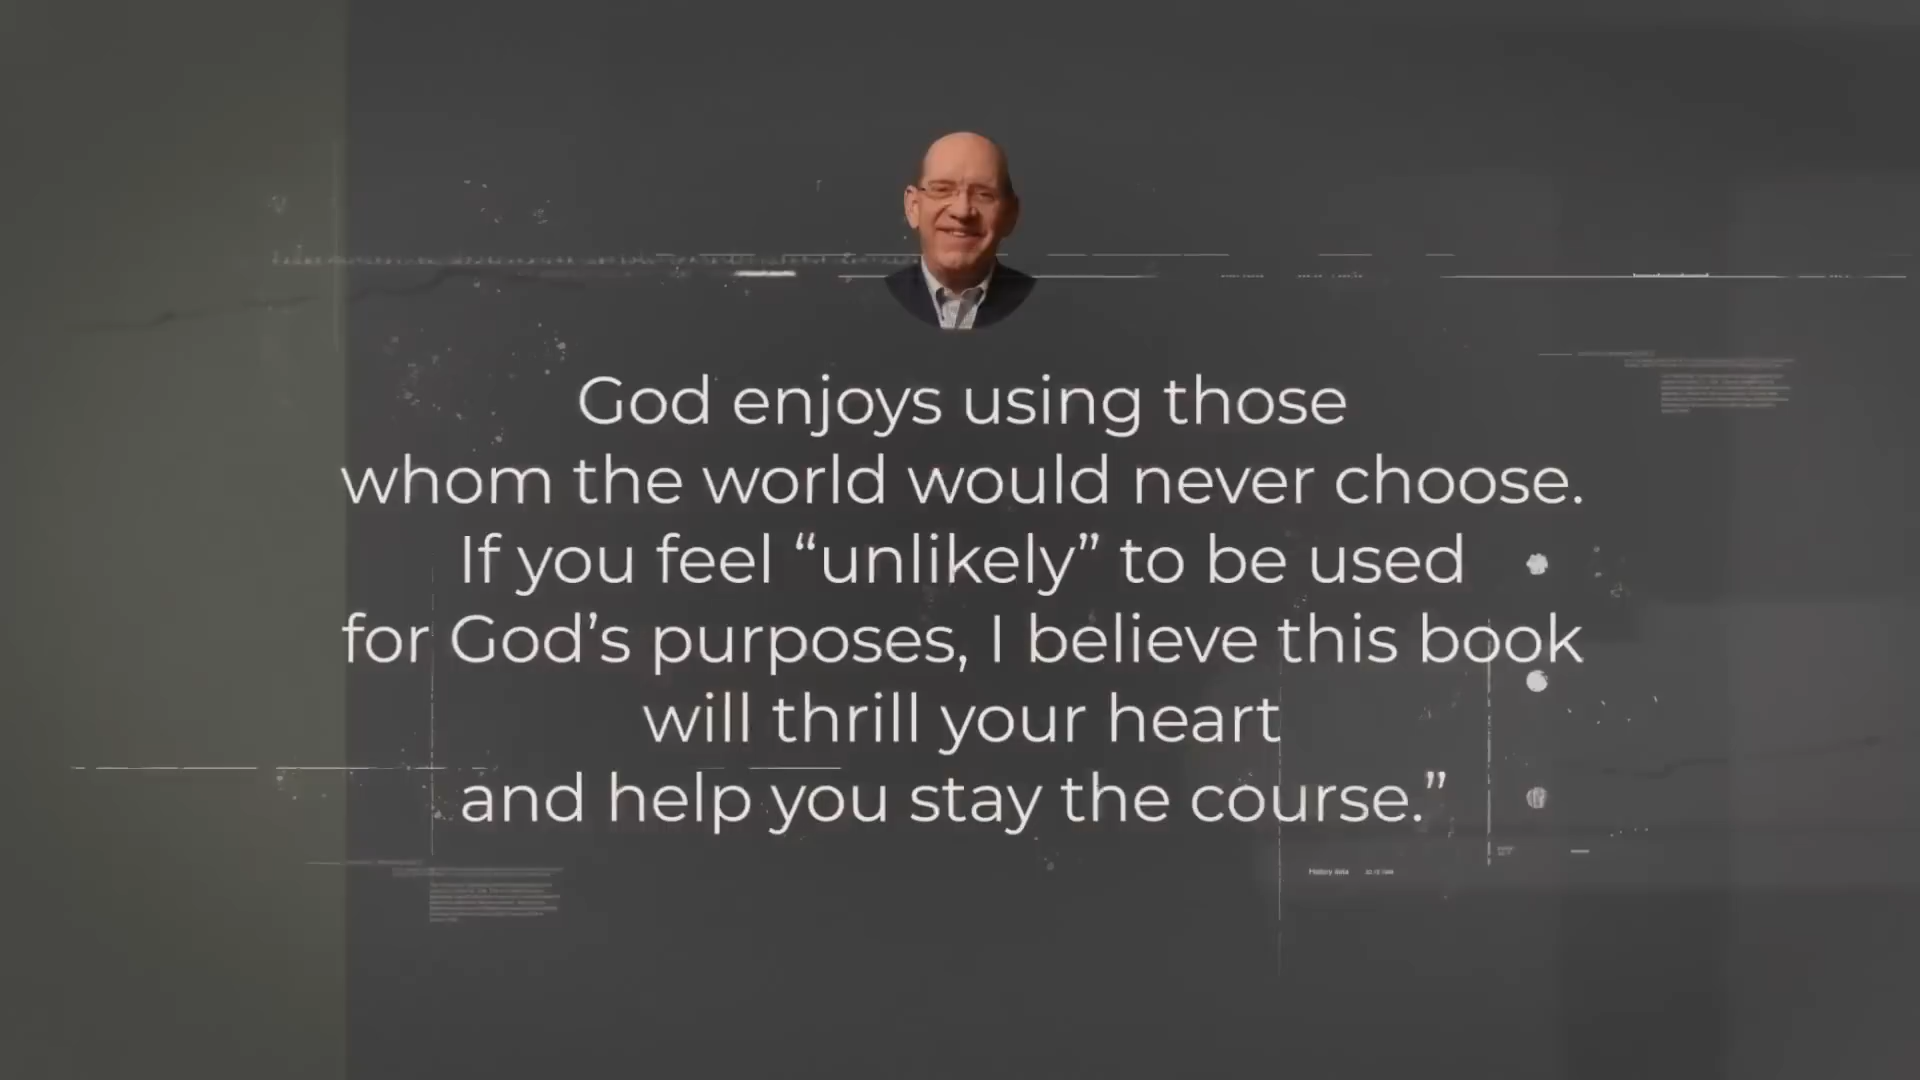 God enjoys using those
whom the world would never choose.
If you feel “unlikely” to be used
for God’s purposes, I believe this book
will thrill your heart
and help you stay the course.”